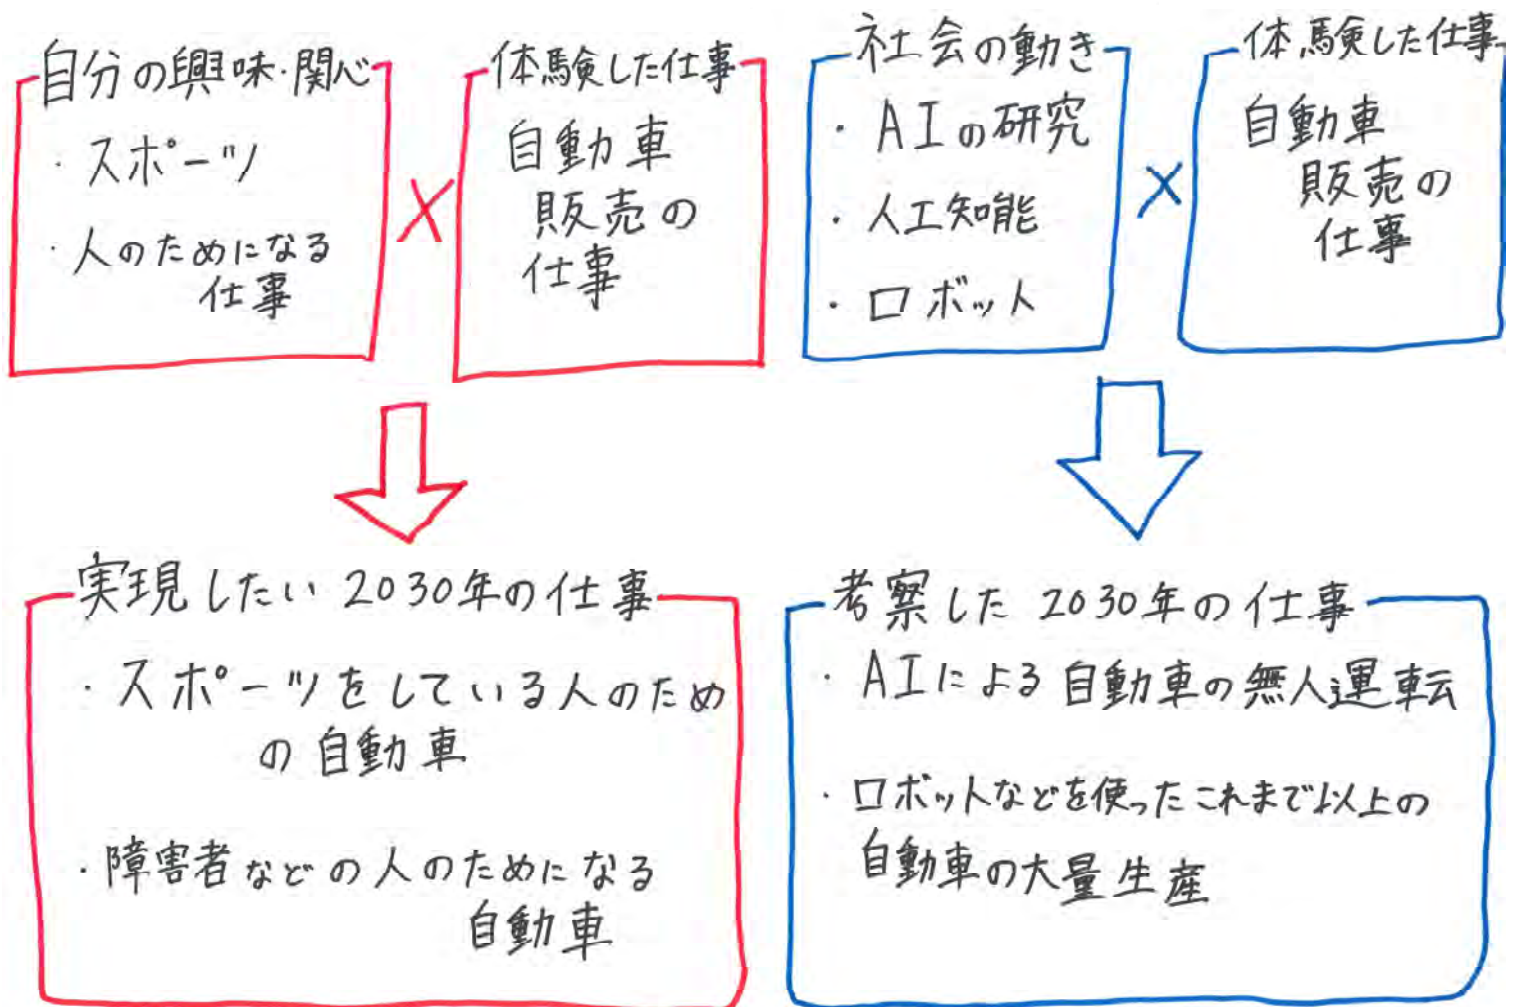 自分の興味・関心
・スポーツ
・人のためになる
仕事
×
体験した仕事
自動車
販売の
仕事
実現したい2030年の仕事
・スポーツをしている人のため
の自動車
・障害者などの人のためになる
自動車
社会の動き
・AIの研究
・人工知能
・ロボット
×
体験した仕事
自動車
販売の
仕事
考察した2030年の仕事
・AIによる自動車の無人運転
・ロボットなどを使ったこれまで以上の
自動車の大量生産